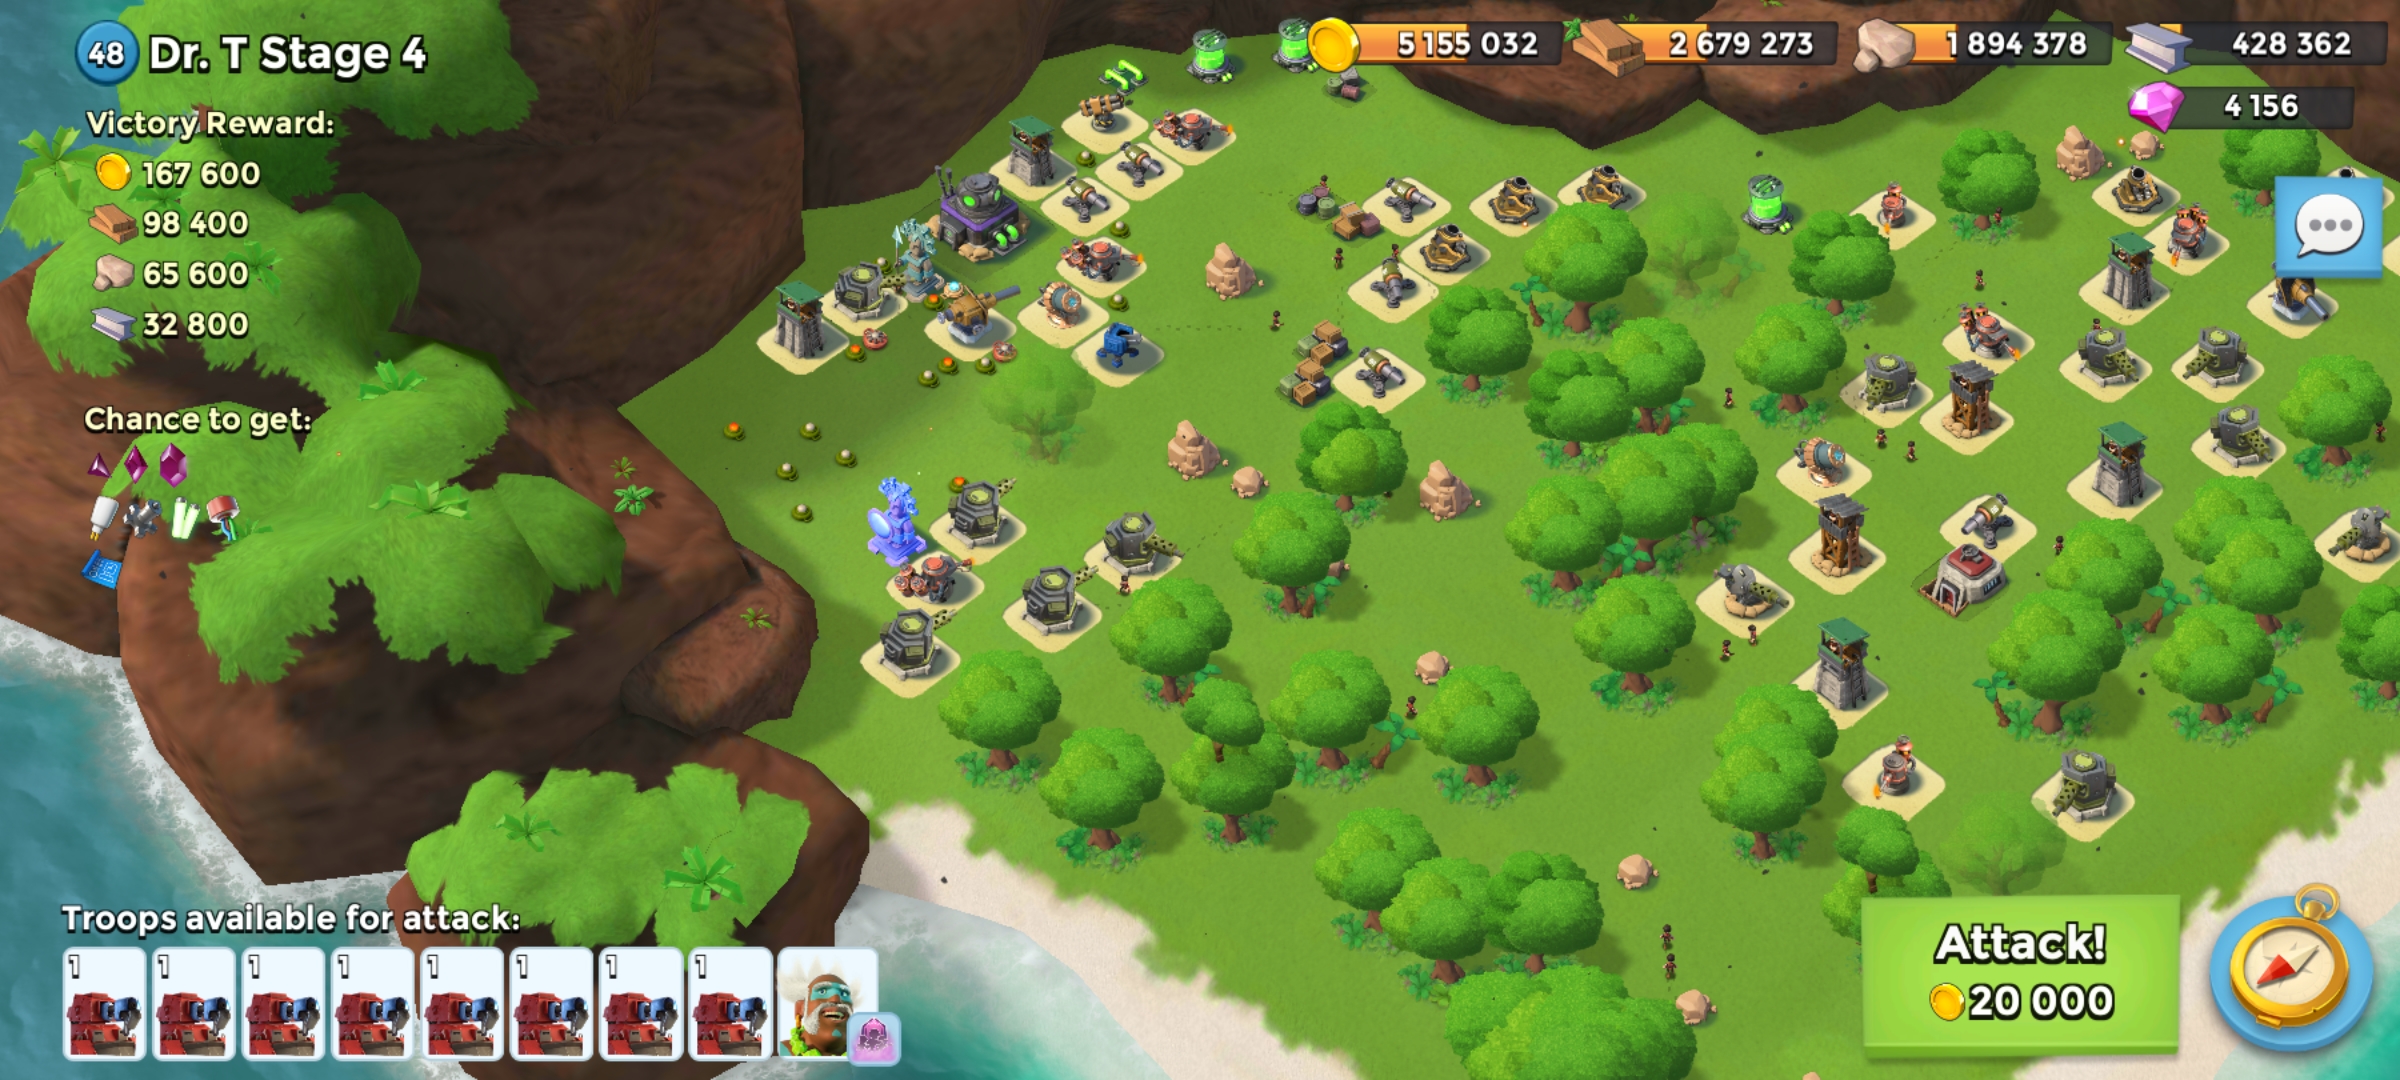 48 Dr. T Stage 4
5 155 032
2 679 273
1 894 378
428 362
4 156
Victory Reward:
167 600
98 400
65 600
32 800
Chance to get:
Troops available for attack:
1 1 1 1 1 1 1 1
Attack!
20 000